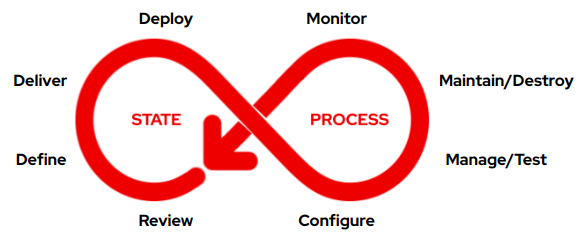 Deploy
Monitor
Deliver
Maintain/Destroy
STATE
PROCESS
Define
Manage/Test
Review
Configure